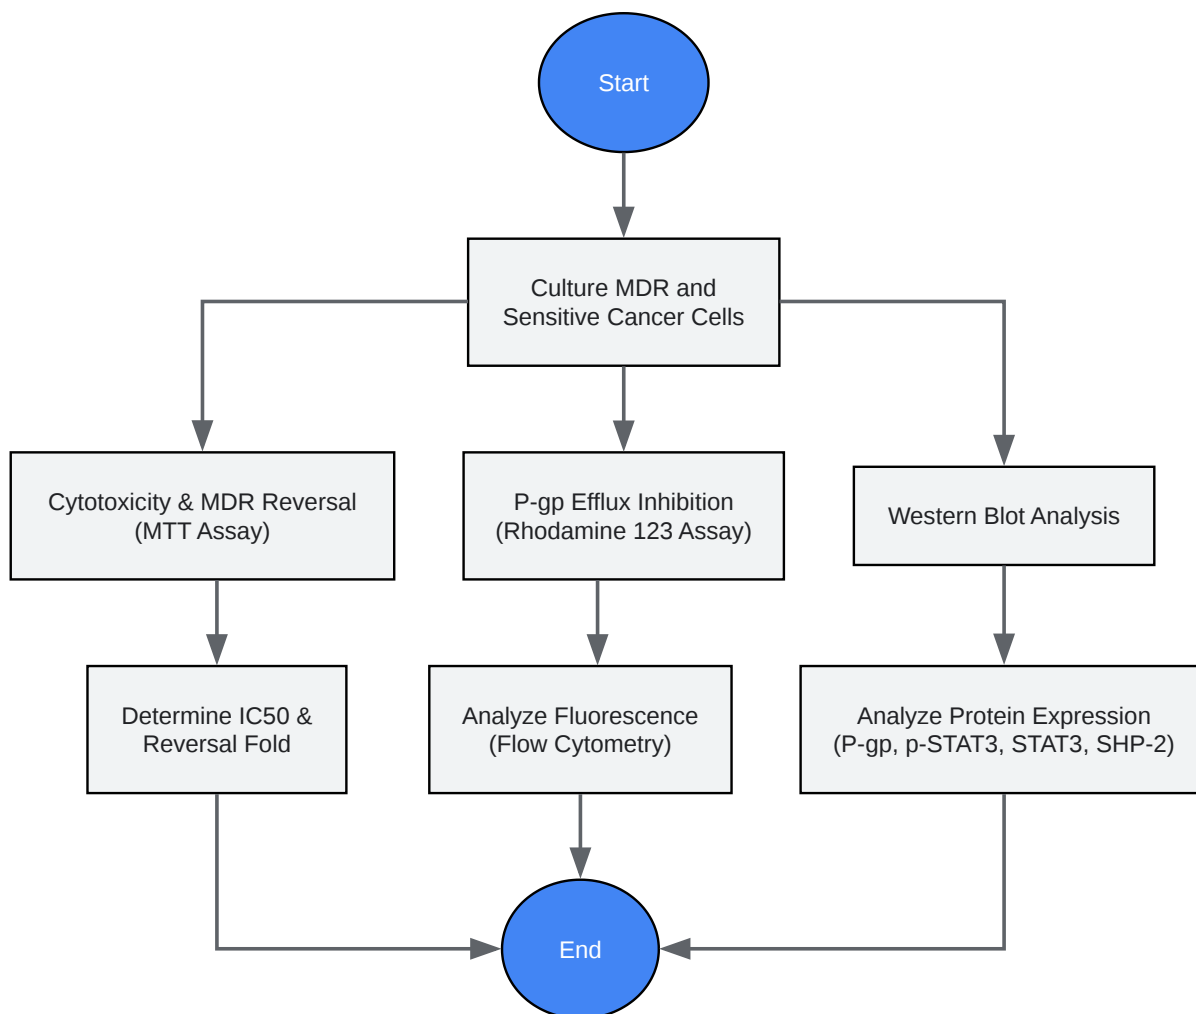 Start
Culture MDR and
Sensitive Cancer Cells
Cytotoxicity & MDR Reversal
(MTT Assay)
P-gp Efflux Inhibition
(Rhodamine 123 Assay)
Western Blot Analysis
Determine IC50 &
Reversal Fold
Analyze Fluorescence
(Flow Cytometry)
Analyze Protein Expression
(P-gp, p-STAT3, STAT3, SHP-2)
End